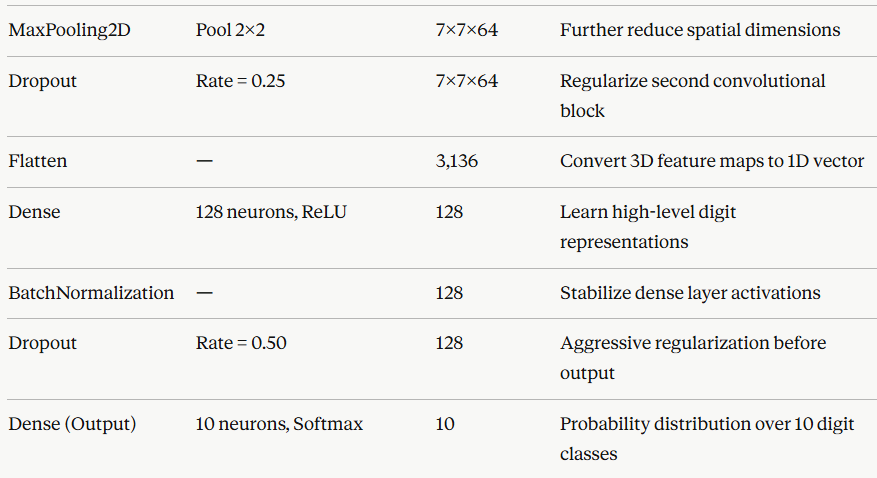 MaxPooling2D Pool 2×2 7×7×64 Further reduce spatial dimensions
Dropout Rate = 0.25 7×7×64 Regularize second convolutional
block
Flatten — 3,136 Convert 3D feature maps to 1D vector
Dense 128 neurons, ReLU 128 Learn high-level digit
representations
BatchNormalization — 128 Stabilize dense layer activations
Dropout Rate = 0.50 128 Aggressive regularization before
output
Dense (Output) 10 neurons, Softmax 10 Probability distribution over 10 digit
classes